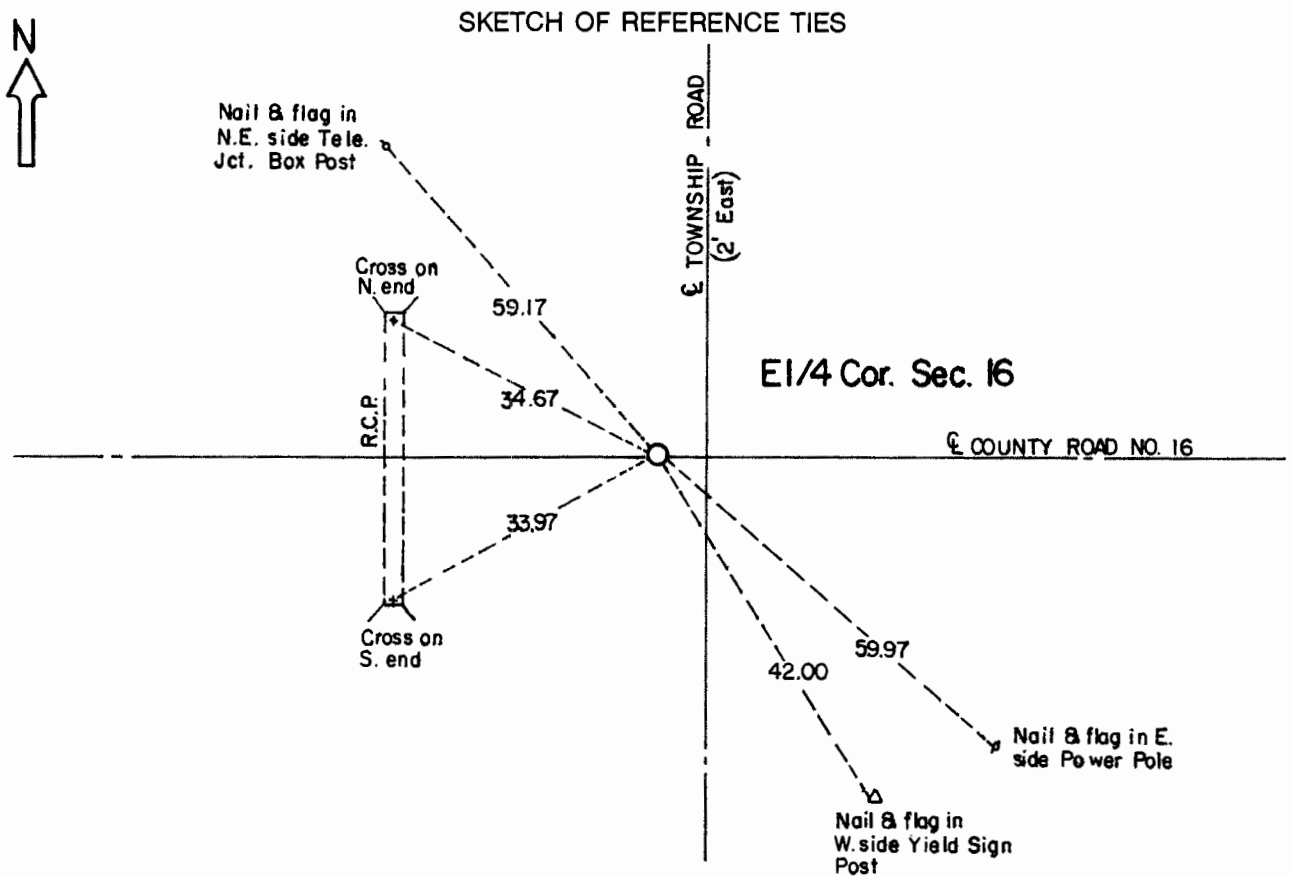 SKETCH OF REFERENCE TIES
N
Nail & flag in
N.E. side Tele.
Jct. Box Post
℄ TOWNSHIP ROAD
(2' East)
Cross on
N. end
59.17
E1/4 Cor. Sec. 16
34.67
R.C.P.
℄ COUNTY ROAD NO. 16
33.97
Cross on
S. end
59.97
42.00
Nail & flag in E.
side Power Pole
Nail & flag in
W. side Yield Sign
Post